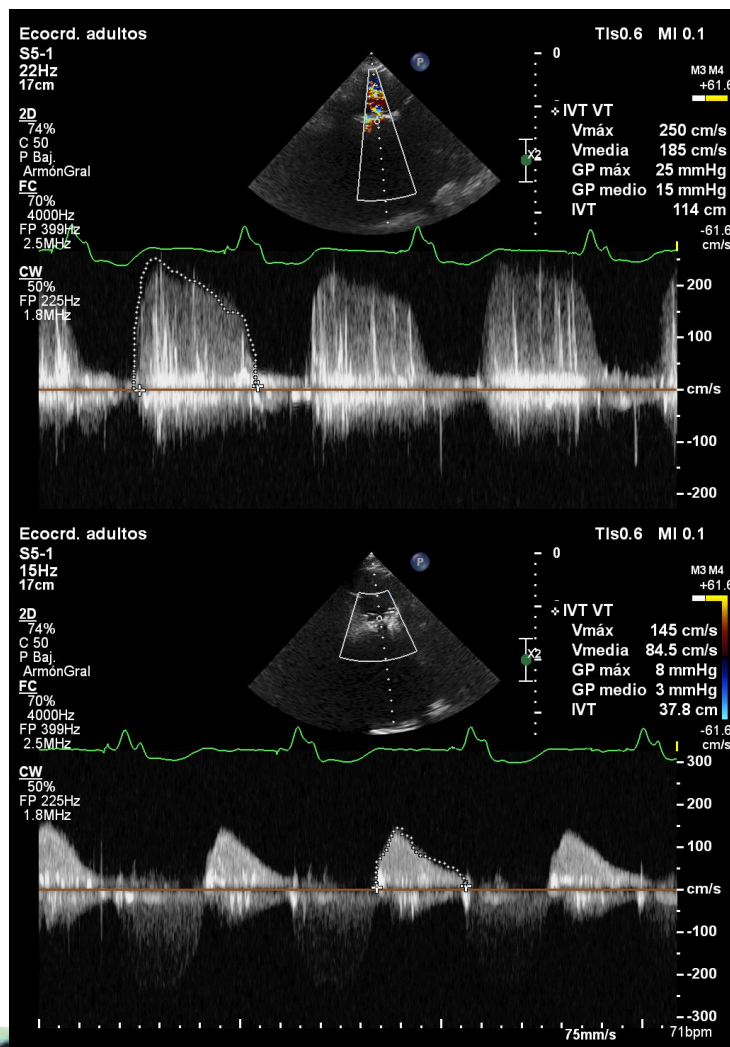 Ecocrd. adultos
TIs0.6 MI 0.1
S5-1
22Hz
17cm
2D
74%
C 50
P Baj.
ArmónGral
FC
70%
4000Hz
FP 399Hz
2.5MHz
CW
50%
FP 225Hz
1.8MHz
P
0
X2
M3 M4
+61.6
IVT VT
Vmáx 250 cm/s
Vmedia 185 cm/s
GP máx 25 mmHg
GP medio 15 mmHg
IVT 114 cm
-61.6
cm/s
200
100
cm/s
-100
-200
Ecocrd. adultos
TIs0.6 MI 0.1
S5-1
15Hz
17cm
2D
74%
C 50
P Baj.
ArmónGral
FC
70%
4000Hz
FP 399Hz
2.5MHz
CW
50%
FP 225Hz
1.8MHz
P
0
X2
M3 M4
+61.6
IVT VT
Vmáx 145 cm/s
Vmedia 84.5 cm/s
GP máx 8 mmHg
GP medio 3 mmHg
IVT 37.8 cm
-61.6
cm/s
300
200
100
cm/s
-100
-200
-300
75mm/s
71bpm